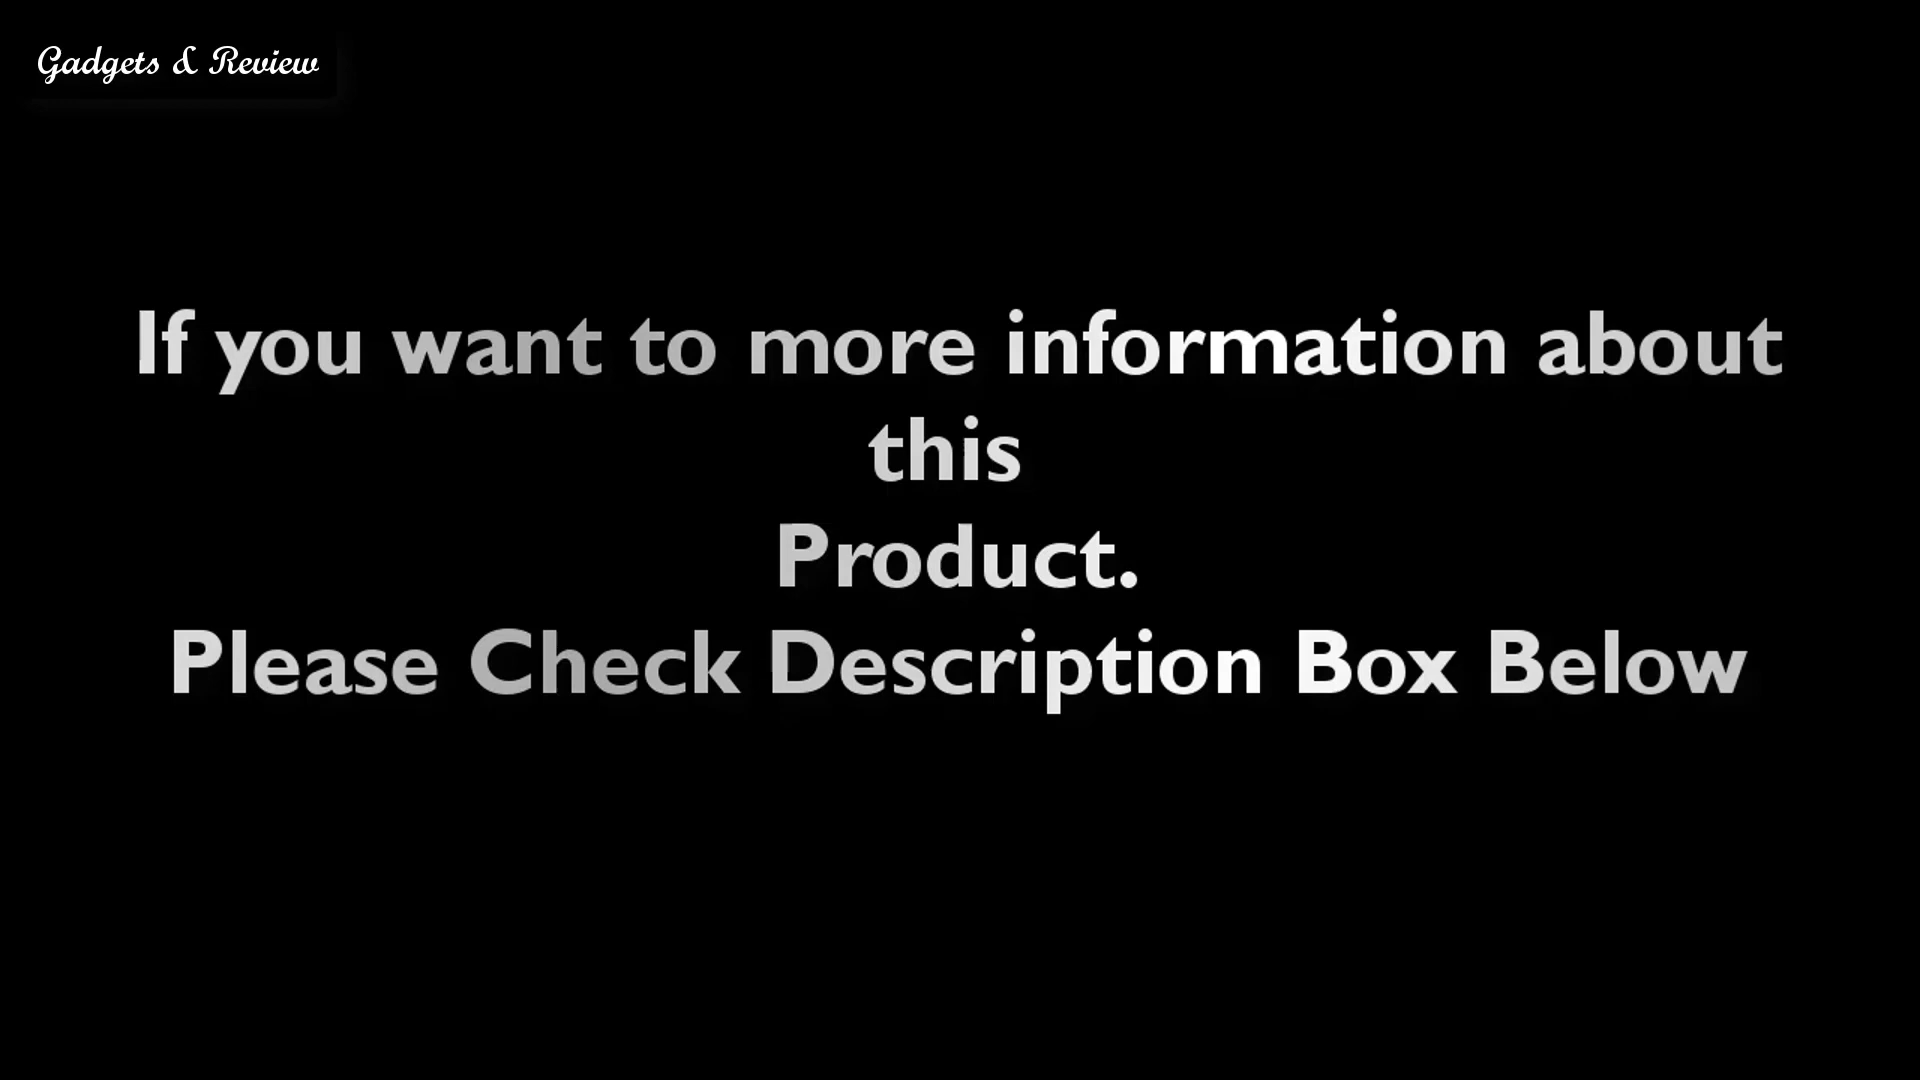 Gadgets & Review
If you want to more information about
this
Product.
Please Check Description Box Below